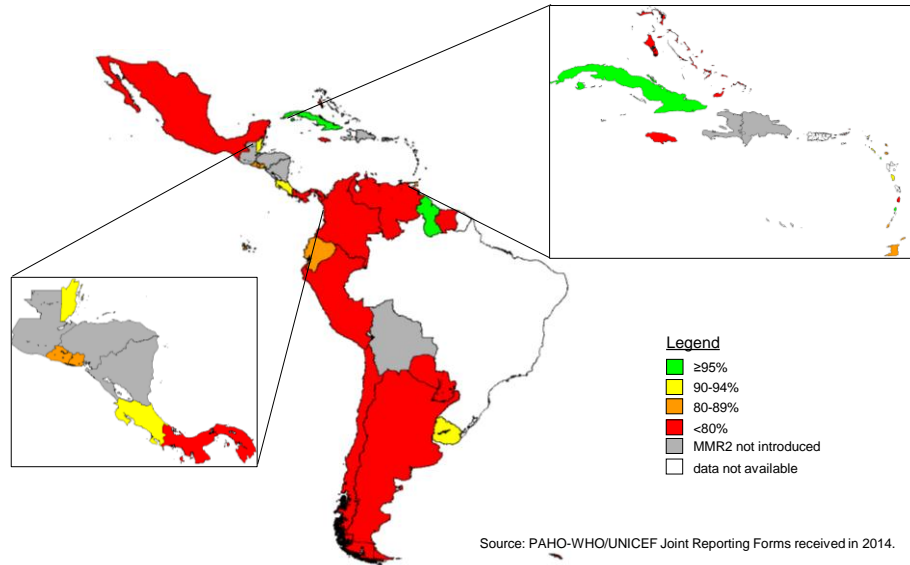 Legend
≥95%
90-94%
80-89%
<80%
MMR2 not introduced
data not available
Source: PAHO-WHO/UNICEF Joint Reporting Forms received in 2014.